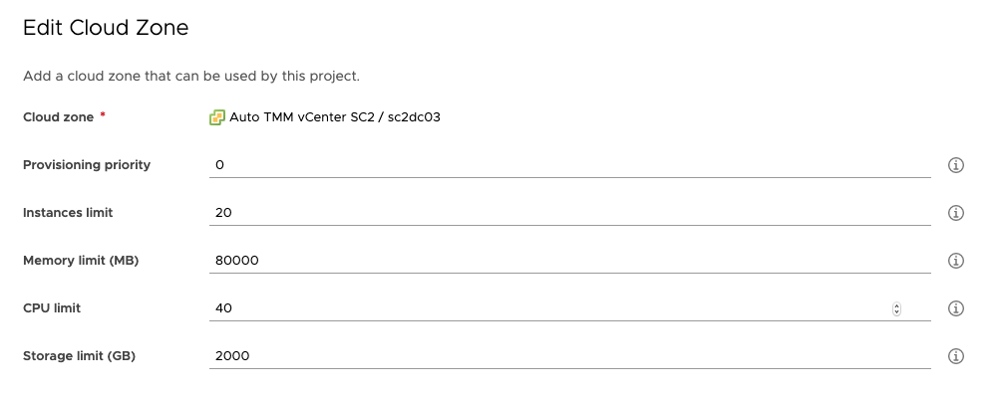 Edit Cloud Zone
Add a cloud zone that can be used by this project.
Cloud zone * Auto TMM vCenter SC2 / sc2dc03
Provisioning priority 0
Instances limit 20
Memory limit (MB) 80000
CPU limit 40
Storage limit (GB) 2000